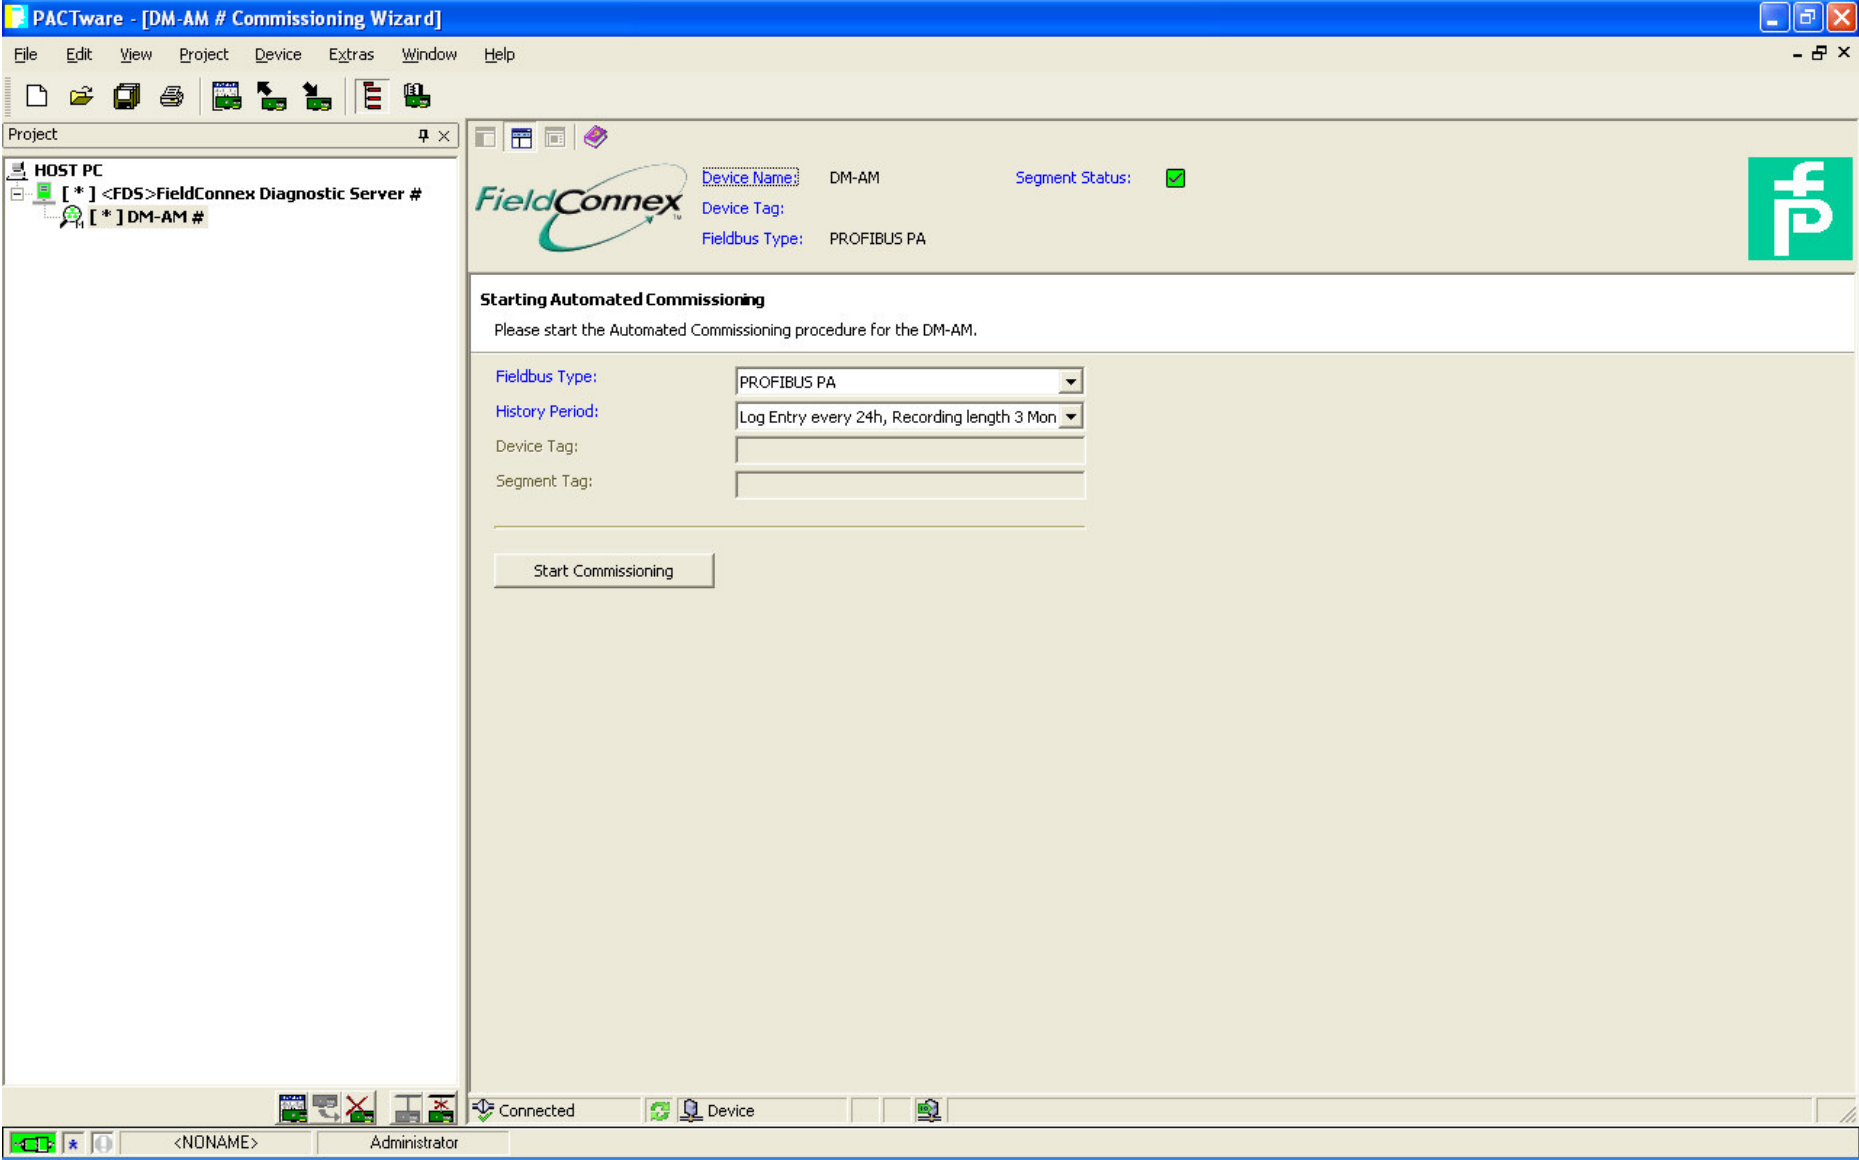 PACTware - [DM-AM # Commissioning Wizard]
File Edit View Project Device Extras Window Help
Project
HOST PC
[ * ] <FDS>FieldConnex Diagnostic Server #
[ * ] DM-AM #
FieldConnex
Device Name: DM-AM Segment Status:
Device Tag:
Fieldbus Type: PROFIBUS PA
Starting Automated Commissioning
Please start the Automated Commissioning procedure for the DM-AM.
Fieldbus Type: PROFIBUS PA
History Period: Log Entry every 24h, Recording length 3 Mon
Device Tag:
Segment Tag:
Start Commissioning
Connected Device
<NONAME> Administrator